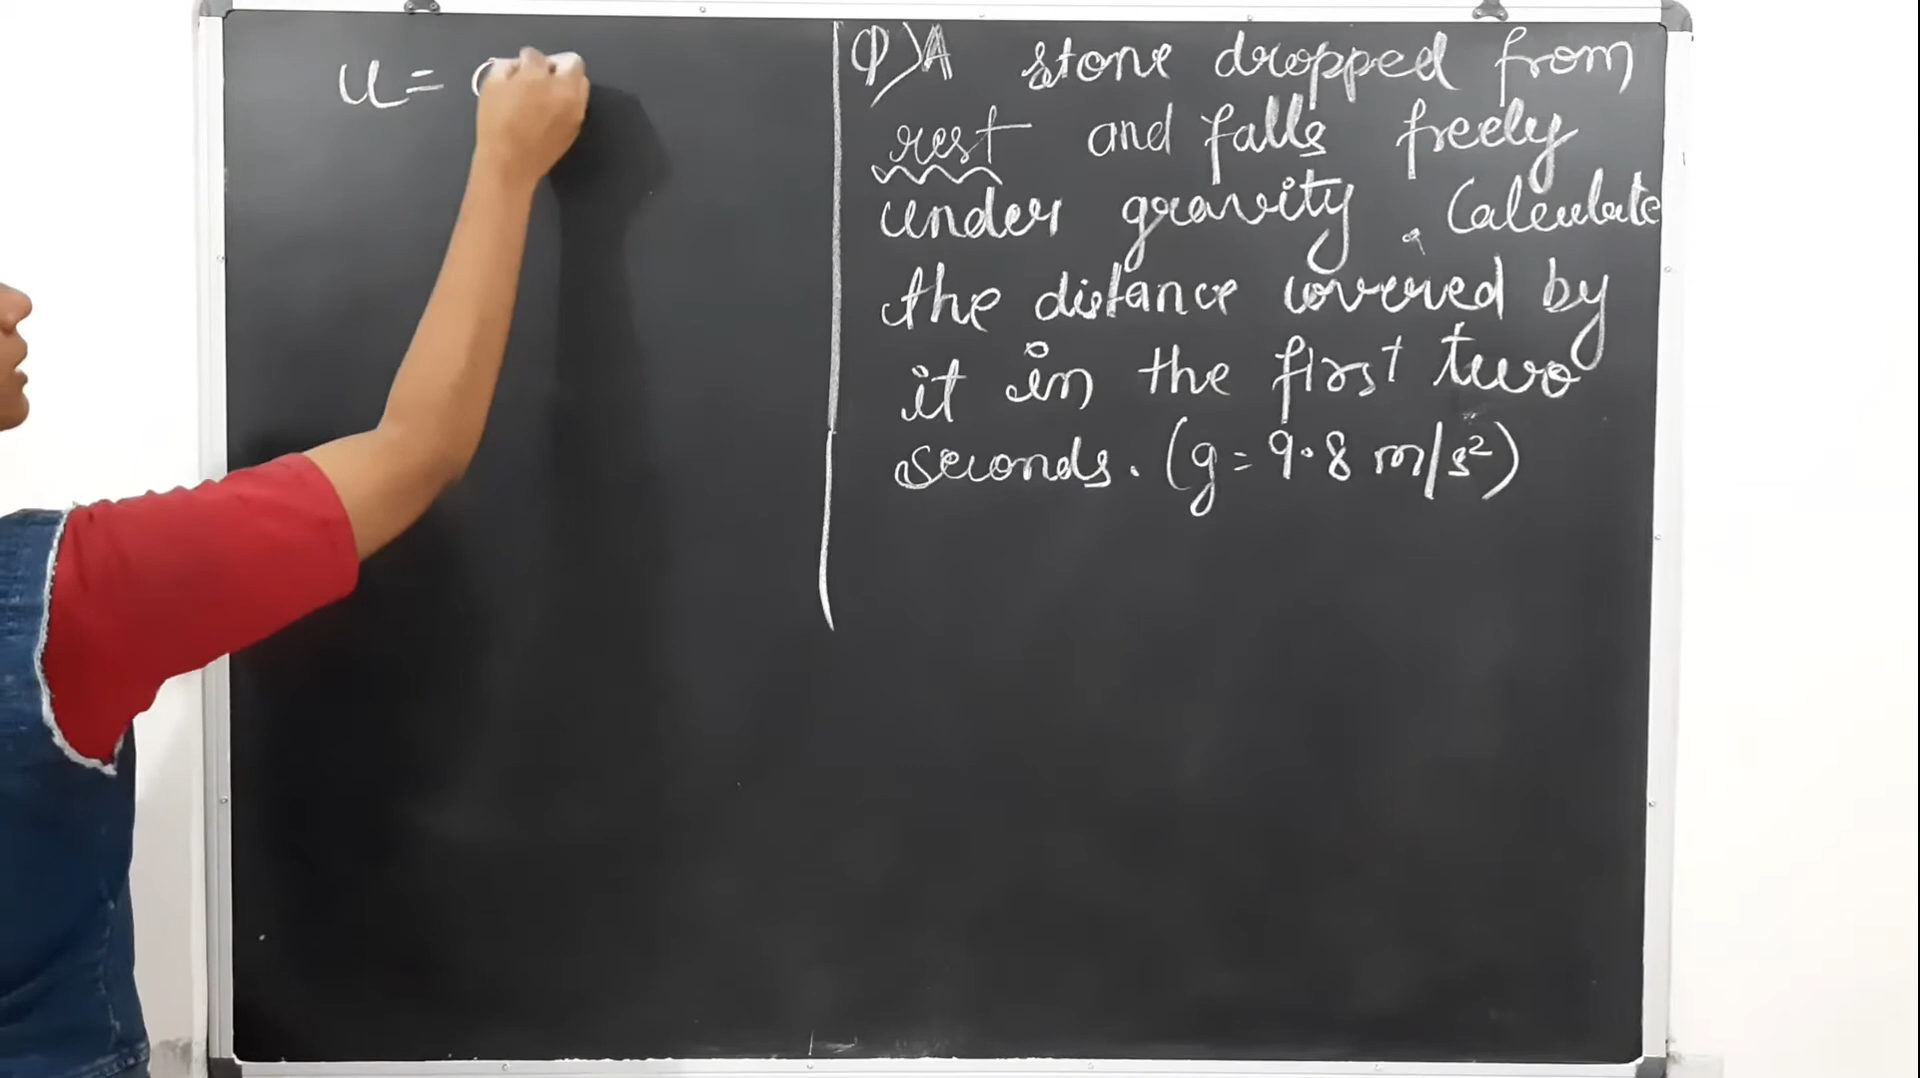 u =
Q) A stone dropped from
rest and falls freely
under gravity. Calculate
the distance covered by
it in the first two
seconds. (g = 9.8 m/s²)